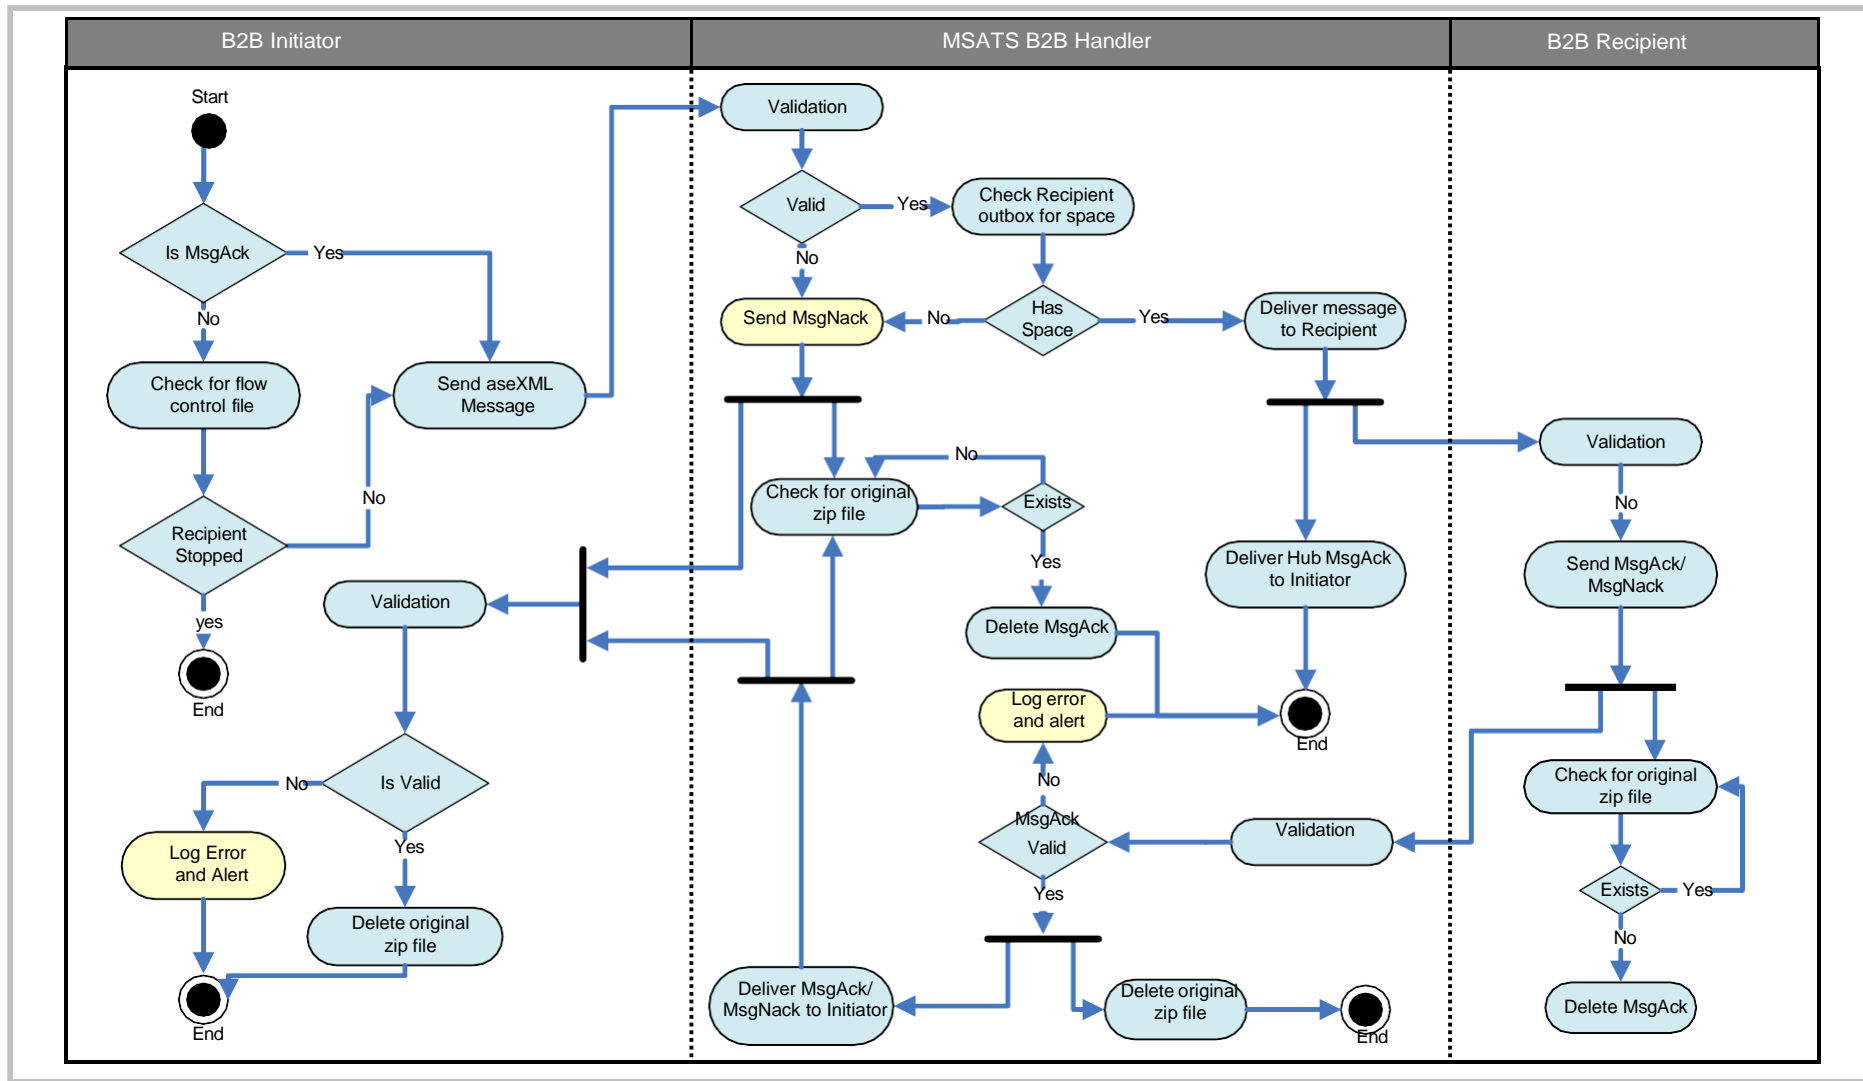 B2B Initiator
MSATS B2B Handler
B2B Recipient
Start
Is MsgAck
Yes
No
Check for flow
control file
Send aseXML
Message
No
Recipient
Stopped
yes
End
Validation
Is Valid
No
Yes
Log Error
and Alert
Delete original
zip file
End
Validation
Valid
Yes
No
Check Recipient
outbox for space
Send MsgNack
No
Has
Space
Yes
Deliver message
to Recipient
Check for original
zip file
No
Exists
Yes
Delete MsgAck
Deliver Hub MsgAck
to Initiator
Log error
and alert
End
No
MsgAck
Valid
Yes
Validation
Deliver MsgAck/
MsgNack to Initiator
Delete original
zip file
End
Validation
No
Send MsgAck/
MsgNack
Check for original
zip file
Exists
Yes
No
Delete MsgAck